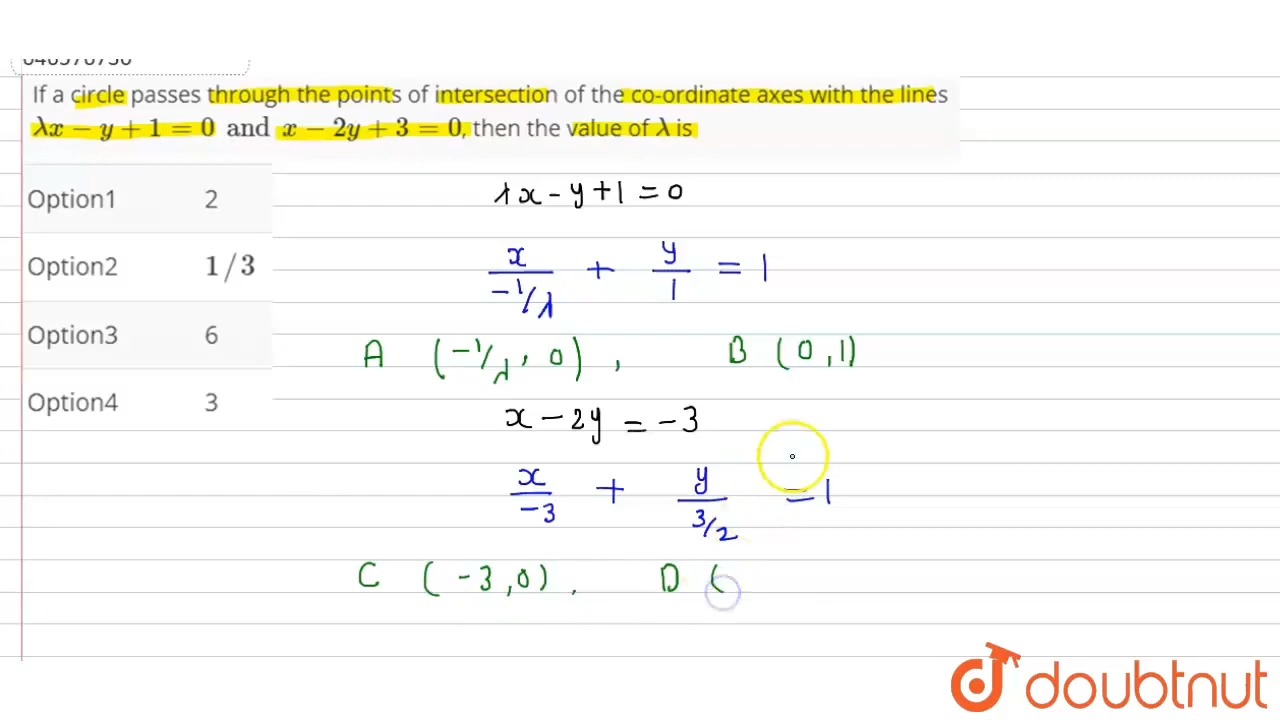 If a circle passes through the points of intersection of the co-ordinate axes with the lines
λx − y + 1 = 0 and x − 2y + 3 = 0, then the value of λ is
Option1 2
Option2 1/3
Option3 6
Option4 3
λx - y + 1 = 0
x/(-1/λ) + y/1 = 1
A (-1/λ, 0), B (0,1)
x - 2y = -3
x/-3 + y/(3/2) = 1
C (-3,0), D (
doubtnut